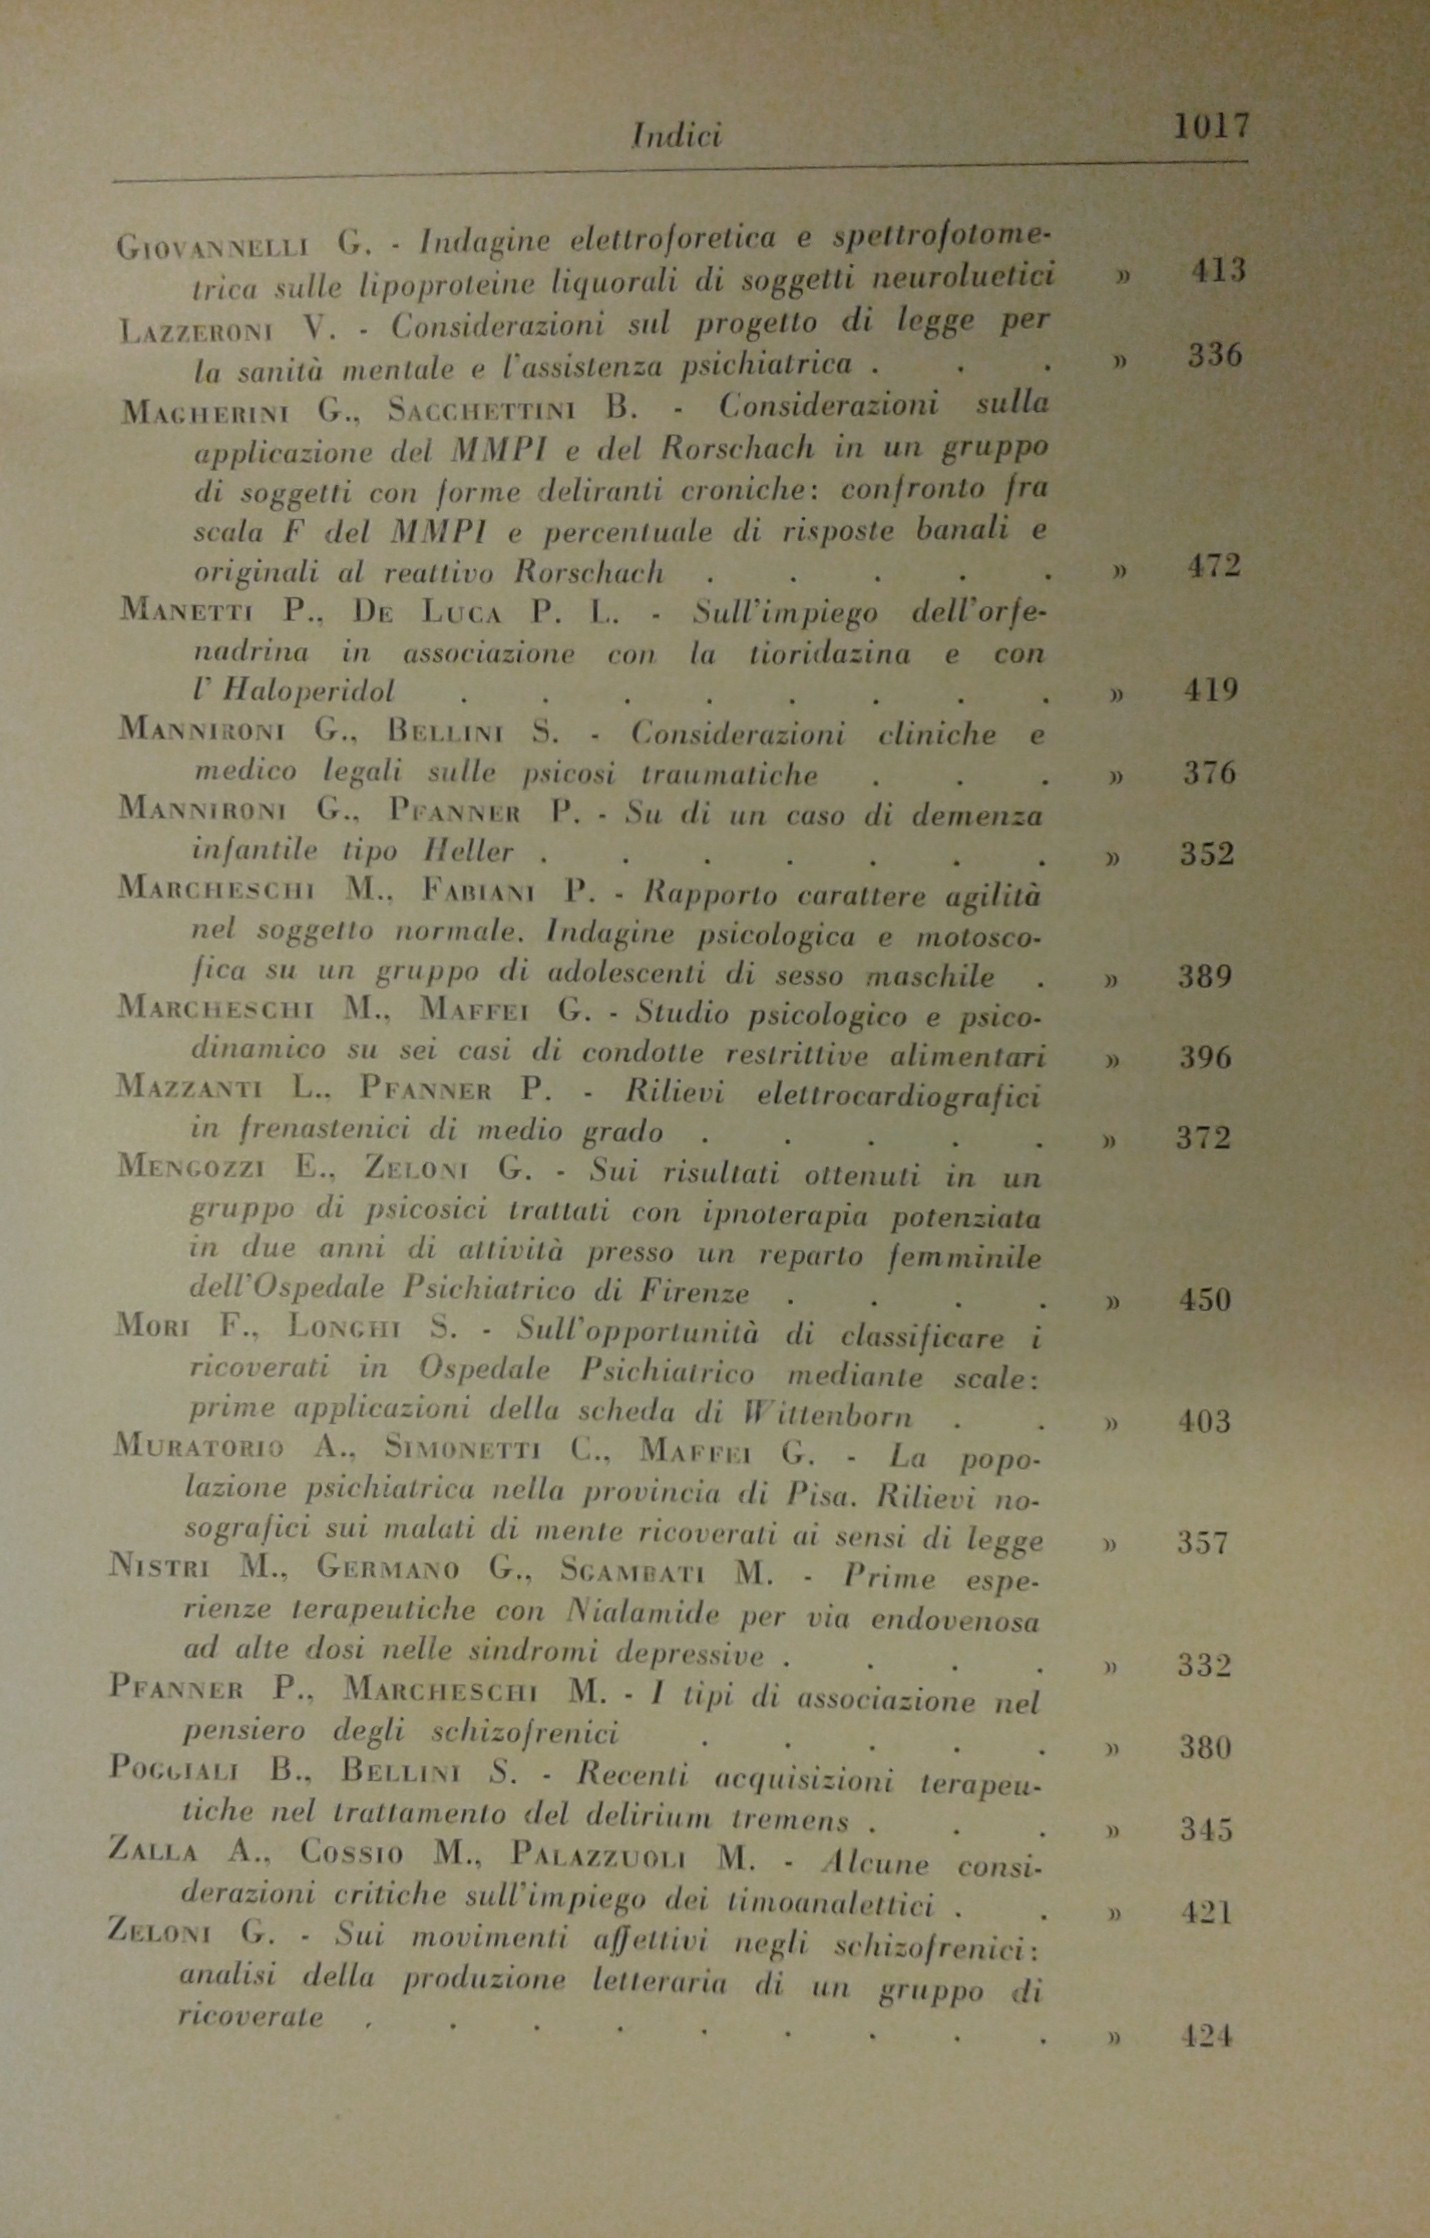 Indici 1017
GIOVANNELLI G. - Indagine elettroforetica e spettrofotome-
trica sulle lipoproteine liquorali di soggetti neuroluetici » 413
LAZZERONI V. - Considerazioni sul progetto di legge per
la sanità mentale e l'assistenza psichiatrica . . . » 336
MAGHERINI G., SACCHETTINI B. - Considerazioni sulla
applicazione del MMPI e del Rorschach in un gruppo
di soggetti con forme deliranti croniche: confronto fra
scala F del MMPI e percentuale di risposte banali e
originali al reattivo Rorschach . . . . . » 472
MANETTI P., DE LUCA P. L. - Sull'impiego dell'orfe-
nadrina in associazione con la tioridazina e con
l' Haloperidol . . . . . . . . » 419
MANNIRONI G., BELLINI S. - Considerazioni cliniche e
medico legali sulle psicosi traumatiche . . . » 376
MANNIRONI G., PFANNER P. - Su di un caso di demenza
infantile tipo Heller . . . . . . . » 352
MARCHESCHI M., FABIANI P. - Rapporto carattere agilità
nel soggetto normale. Indagine psicologica e motosco-
fica su un gruppo di adolescenti di sesso maschile . » 389
MARCHESCHI M., MAFFEI G. - Studio psicologico e psico-
dinamico su sei casi di condotte restrittive alimentari » 396
MAZZANTI L., PFANNER P. - Rilievi elettrocardiografici
in frenastenici di medio grado . . . . . » 372
MENGOZZI E., ZELONI G. - Sui risultati ottenuti in un
gruppo di psicosici trattati con ipnoterapia potenziata
in due anni di attività presso un reparto femminile
dell'Ospedale Psichiatrico di Firenze . . . . » 450
MORI F., LONGHI S. - Sull'opportunità di classificare i
ricoverati in Ospedale Psichiatrico mediante scale:
prime applicazioni della scheda di Wittenborn . . » 403
MURATORIO A., SIMONETTI C., MAFFEI G. - La popo-
lazione psichiatrica nella provincia di Pisa. Rilievi no-
sografici sui malati di mente ricoverati ai sensi di legge » 357
NISTRI M., GERMANO G., SGAMBATI M. - Prime espe-
rienze terapeutiche con Nialamide per via endovenosa
ad alte dosi nelle sindromi depressive . . . . » 332
PFANNER P., MARCHESCHI M. - I tipi di associazione nel
pensiero degli schizofrenici . . . . . » 380
POGGIALI B., BELLINI S. - Recenti acquisizioni terapeu-
tiche nel trattamento del delirium tremens . . . » 345
ZALLA A., COSSIO M., PALAZZUOLI M. - Alcune consi-
derazioni critiche sull'impiego dei timoanalettici . . » 421
ZELONI G. - Sui movimenti affettivi negli schizofrenici:
analisi della produzione letteraria di un gruppo di
ricoverate . . . . . . . . . » 424